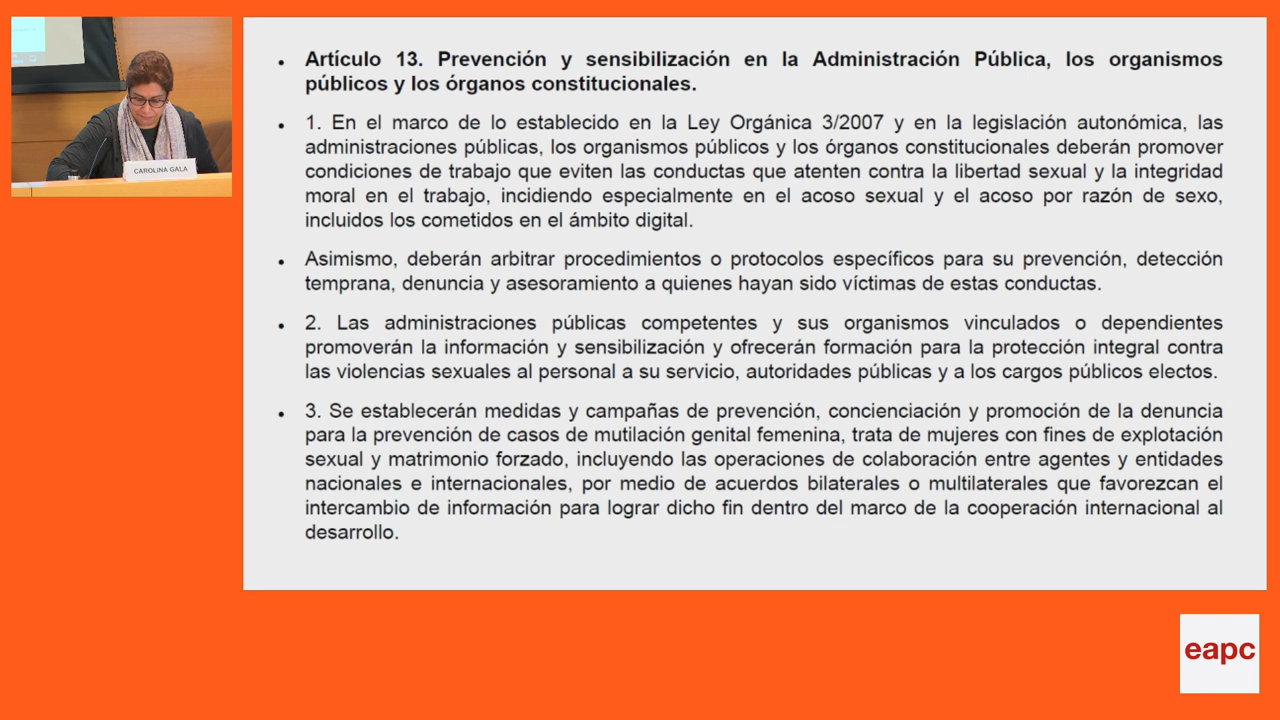 CAROLINA GALA
Artículo 13. Prevención y sensibilización en la Administración Pública, los organismos
públicos y los órganos constitucionales.
1. En el marco de lo establecido en la Ley Orgánica 3/2007 y en la legislación autonómica, las
administraciones públicas, los organismos públicos y los órganos constitucionales deberán promover
condiciones de trabajo que eviten las conductas que atenten contra la libertad sexual y la integridad
moral en el trabajo, incidiendo especialmente en el acoso sexual y el acoso por razón de sexo,
incluidos los cometidos en el ámbito digital.
Asimismo, deberán arbitrar procedimientos o protocolos específicos para su prevención, detección
temprana, denuncia y asesoramiento a quienes hayan sido víctimas de estas conductas.
2. Las administraciones públicas competentes y sus organismos vinculados o dependientes
promoverán la información y sensibilización y ofrecerán formación para la protección integral contra
las violencias sexuales al personal a su servicio, autoridades públicas y a los cargos públicos electos.
3. Se establecerán medidas y campañas de prevención, concienciación y promoción de la denuncia
para la prevención de casos de mutilación genital femenina, trata de mujeres con fines de explotación
sexual y matrimonio forzado, incluyendo las operaciones de colaboración entre agentes y entidades
nacionales e internacionales, por medio de acuerdos bilaterales o multilaterales que favorezcan el
intercambio de información para lograr dicho fin dentro del marco de la cooperación internacional al
desarrollo.
eapc